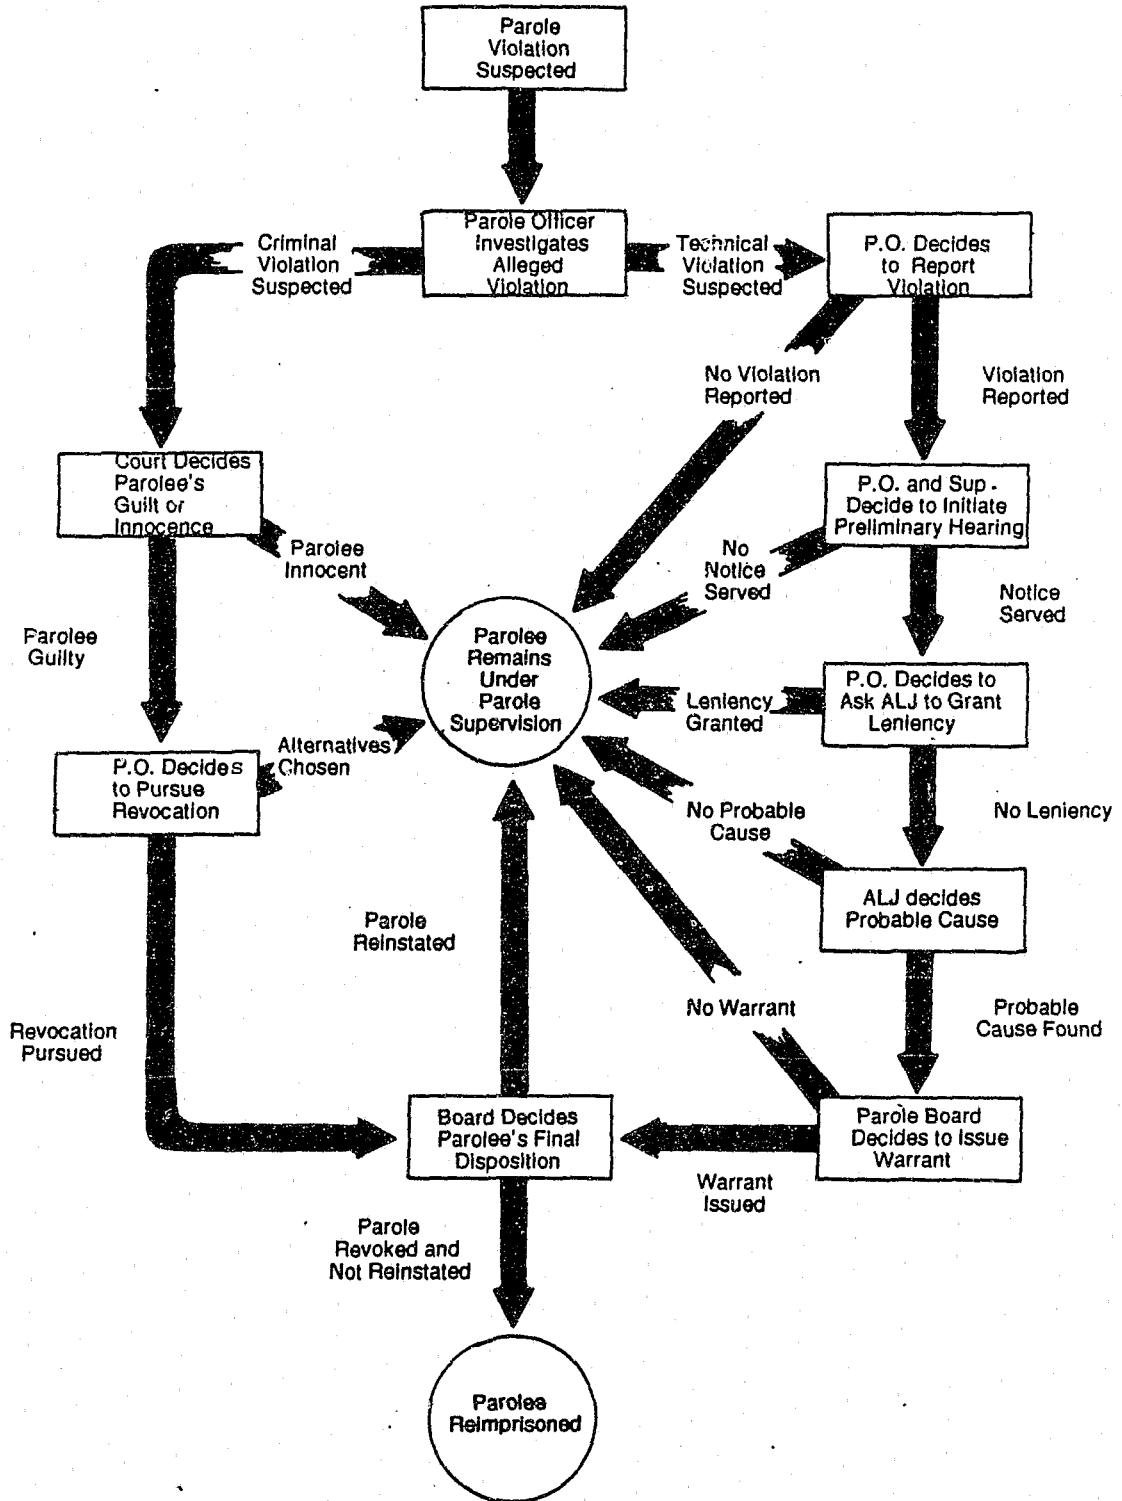 Parole
Violation
Suspected
Parole Officer
Investigates
Alleged
Violation
Criminal
Violation
Suspected
Technical
Violation
Suspected
P.O. Decides
to Report
Violation
No Violation
Reported
Violation
Reported
Court Decides
Parolee's
Guilt or
Innocence
P.O. and Sup.
Decide to Initiate
Preliminary Hearing
Parolee
Innocent
No
Notice
Served
Notice
Served
Parolee
Guilty
Parolee
Remains
Under
Parole
Supervision
P.O. Decides to
Ask ALJ to Grant
Leniency
Leniency
Granted
Alternatives
Chosen
P.O. Decides
to Pursue
Revocation
No Probable
Cause
No Leniency
ALJ decides
Probable Cause
Parole
Reinstated
No Warrant
Probable
Cause Found
Revocation
Pursued
Board Decides
Parolee's Final
Disposition
Parole Board
Decides to Issue
Warrant
Warrant
Issued
Parole
Revoked and
Not Reinstated
Parolee
Reimprisoned